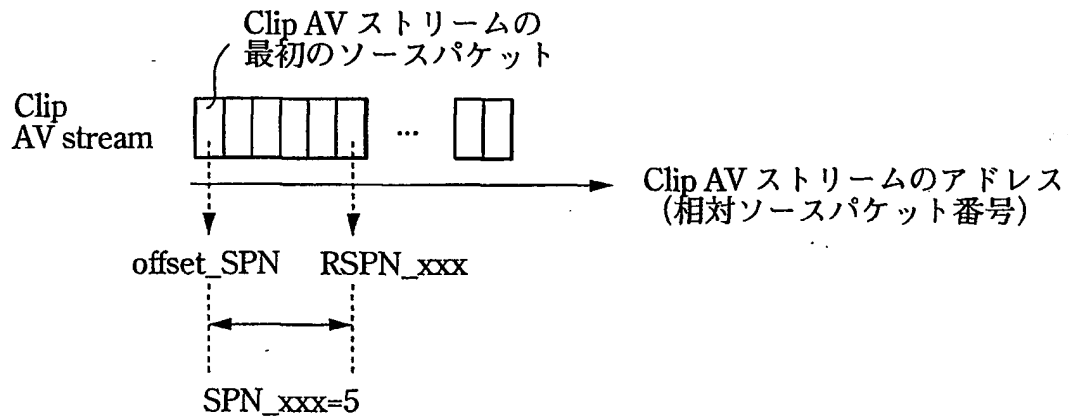 Clip AV ストリームの
最初のソースパケット
Clip
AV stream
...
Clip AV ストリームのアドレス
(相対ソースパケット番号)
offset_SPN
RSPN_xxx
SPN_xxx=5